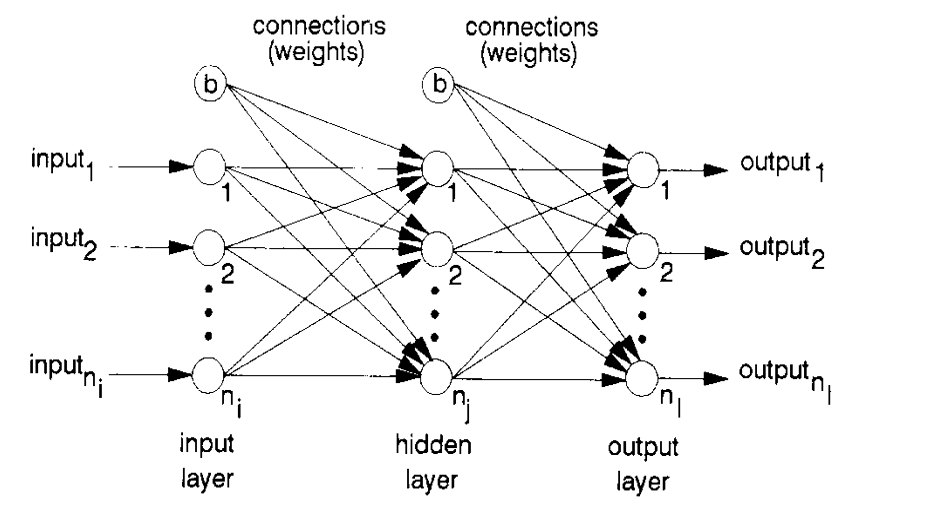 connections connections
(weights) (weights)
b b
input1 1 1 1 output1
input2 2 2 2 output2
inputni ni nj nl outputnl
input hidden output
layer layer layer